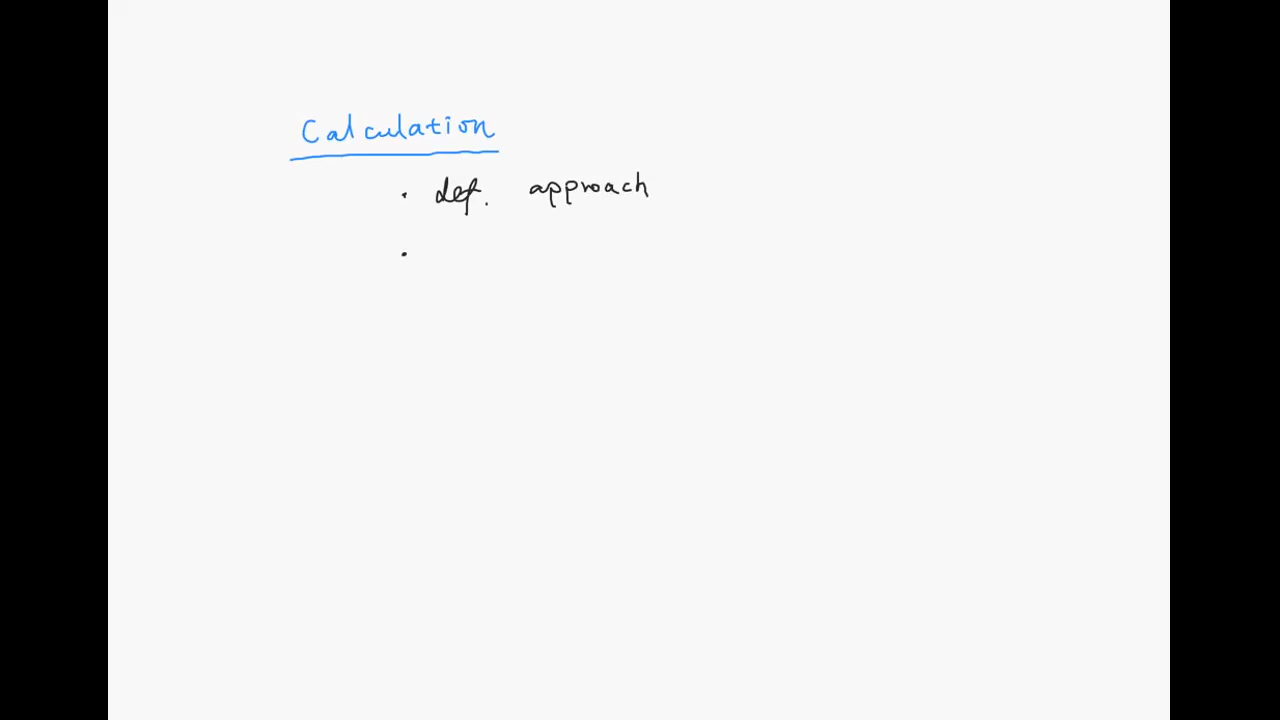 Calculation
· def. approach
·